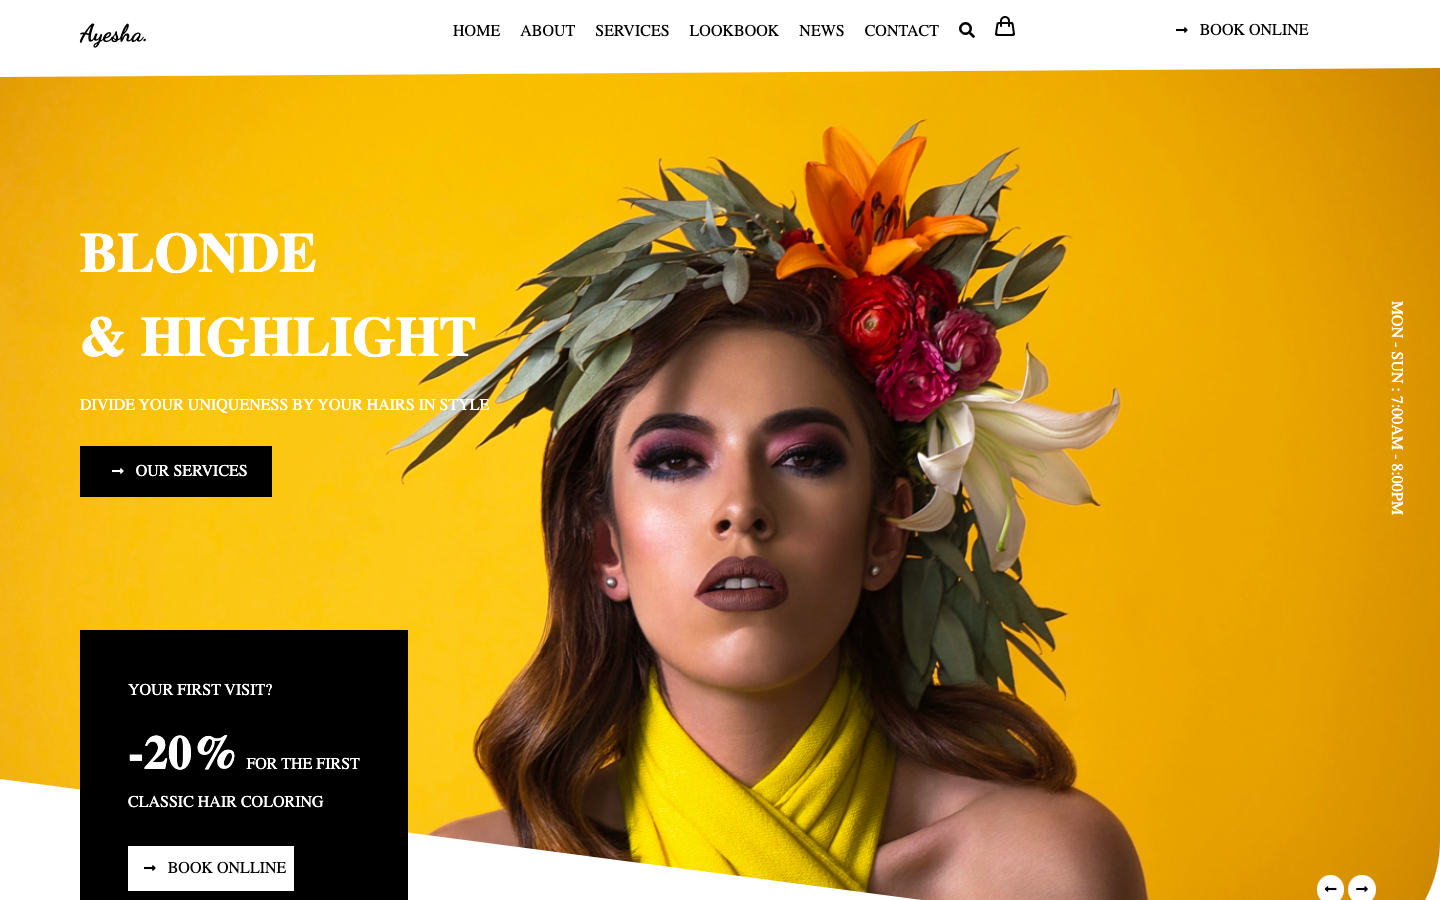 Ayesha.
HOME ABOUT SERVICES LOOKBOOK NEWS CONTACT
BOOK ONLINE
BLONDE
& HIGHLIGHT
DIVIDE YOUR UNIQUENESS BY YOUR HAIRS IN STYLE
OUR SERVICES
MON - SUN : 7:00AM - 8:00PM
YOUR FIRST VISIT?
-20% FOR THE FIRST
CLASSIC HAIR COLORING
BOOK ONLLINE